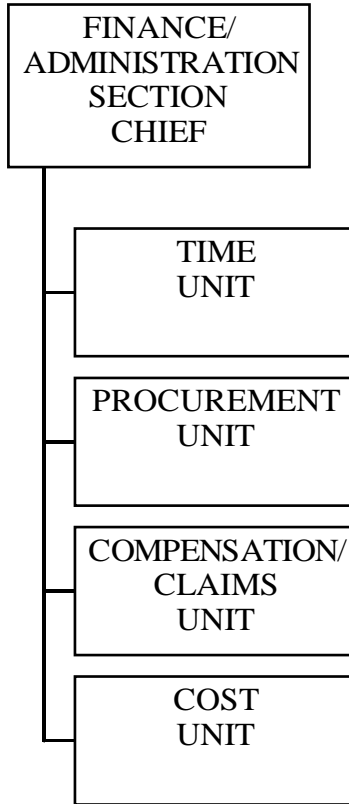 FINANCE/
ADMINISTRATION
SECTION
CHIEF
TIME
UNIT
PROCUREMENT
UNIT
COMPENSATION/
CLAIMS
UNIT
COST
UNIT